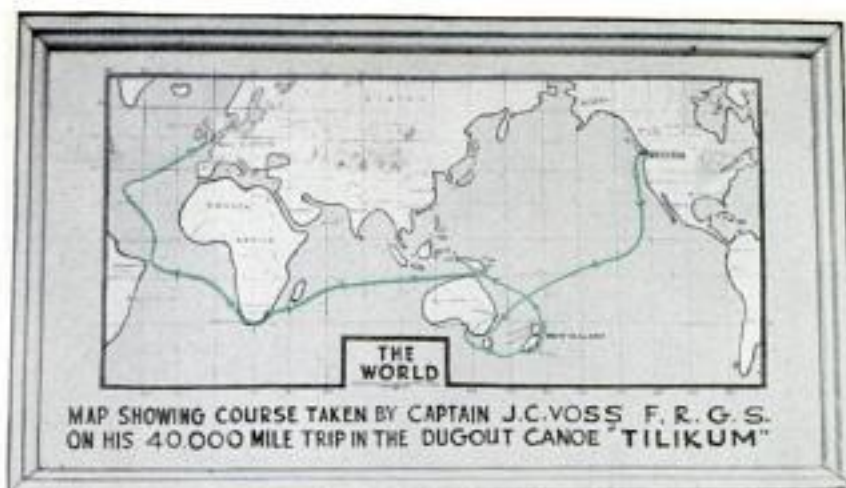 THE
WORLD
MAP SHOWING COURSE TAKEN BY CAPTAIN J.C. VOSS F.R.G.S.
ON HIS 40.000 MILE TRIP IN THE DUGOUT CANOE "TILIKUM"